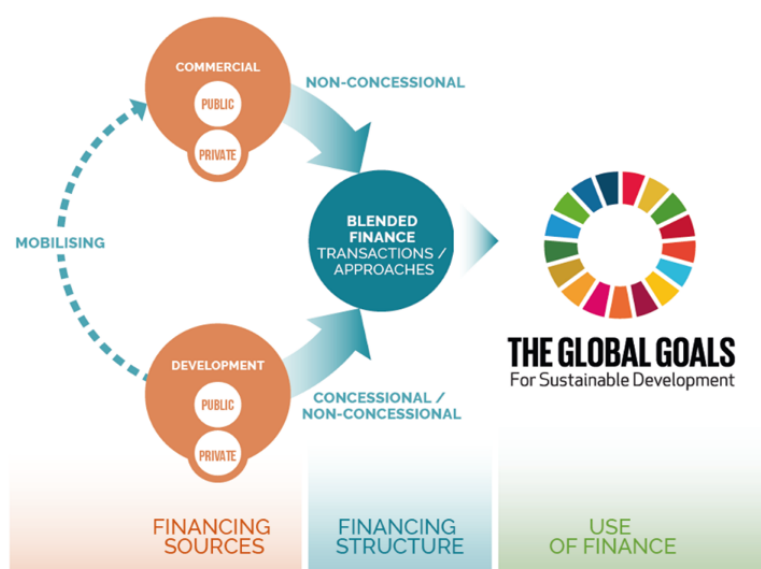 COMMERCIAL
PUBLIC
PRIVATE
NON-CONCESSIONAL
MOBILISING
BLENDED
FINANCE
TRANSACTIONS /
APPROACHES
DEVELOPMENT
PUBLIC
PRIVATE
CONCESSIONAL /
NON-CONCESSIONAL
THE GLOBAL GOALS
For Sustainable Development
FINANCING
SOURCES
FINANCING
STRUCTURE
USE
OF FINANCE